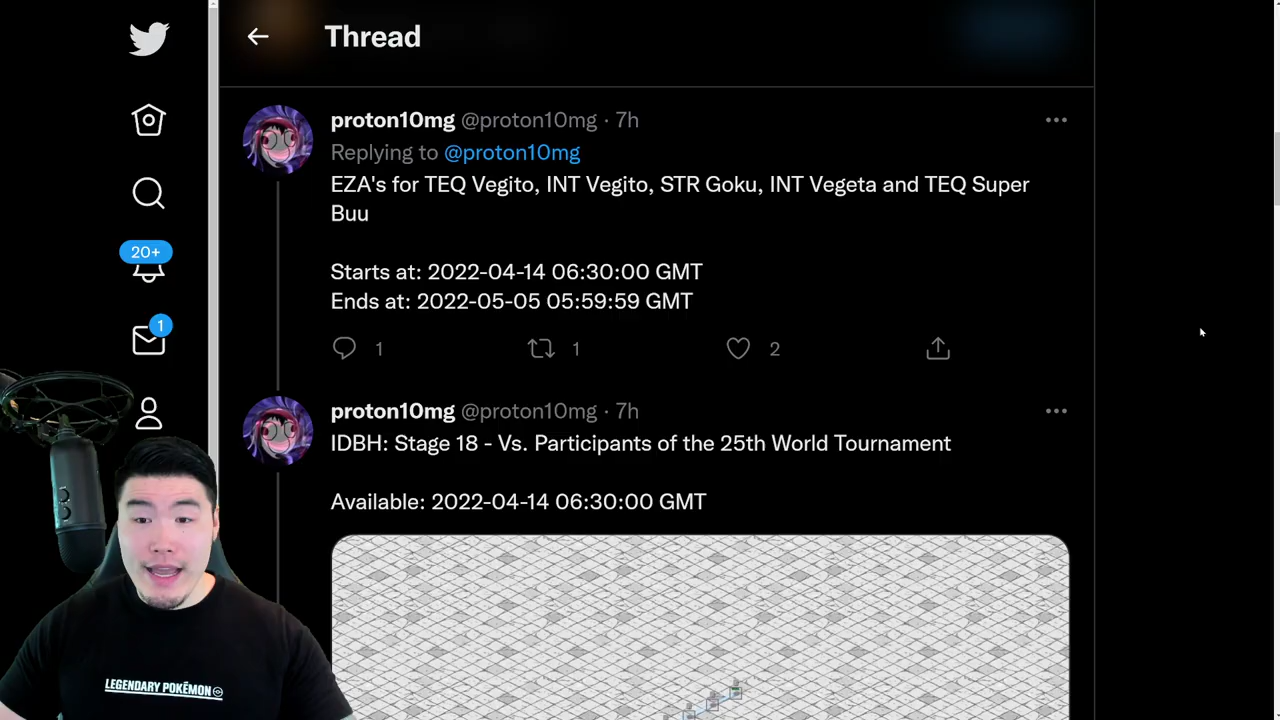 Thread
proton10mg @proton10mg · 7h
Replying to @proton10mg
EZA's for TEQ Vegito, INT Vegito, STR Goku, INT Vegeta and TEQ Super
Buu
Starts at: 2022-04-14 06:30:00 GMT
Ends at: 2022-05-05 05:59:59 GMT
1 1 2
20+
1
proton10mg @proton10mg · 7h
IDBH: Stage 18 - Vs. Participants of the 25th World Tournament
Available: 2022-04-14 06:30:00 GMT
LEGENDARY POKÉMON